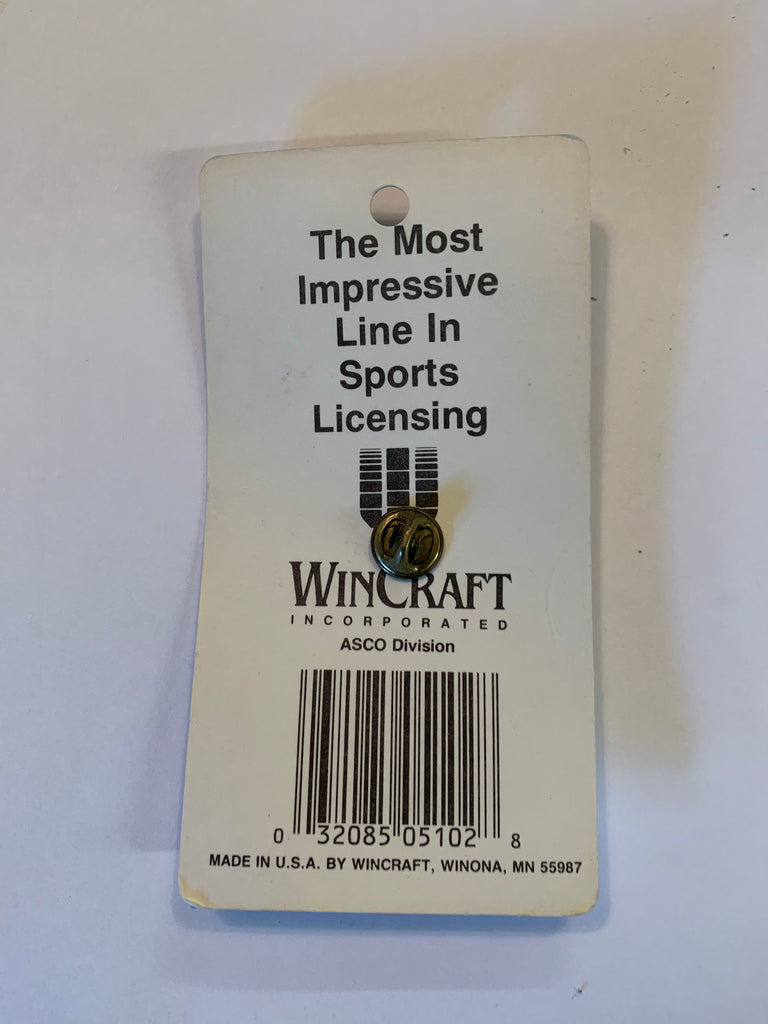 The Most
Impressive
Line In
Sports
Licensing
WINCRAFT
INCORPORATED
ASCO Division
0 32085 05102 8
MADE IN U.S.A. BY WINCRAFT, WINONA, MN 55987